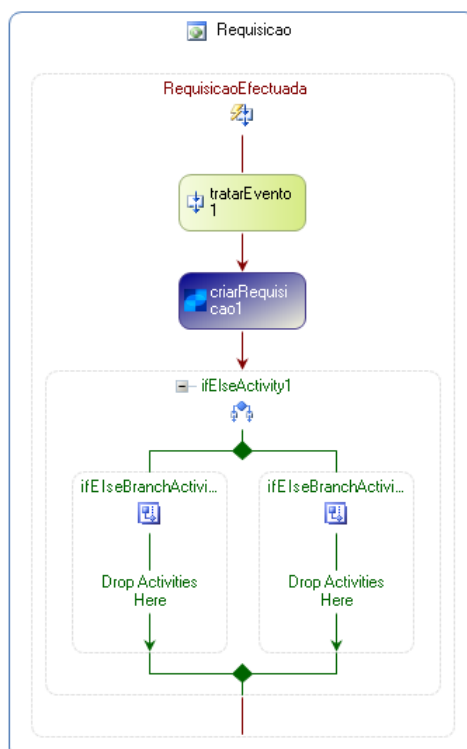 Requisicao
RequisicaoEfectuada
tratarEvento
1
criarRequisi
cao1
ifElseActivity1
ifElseBranchActivi...
ifElseBranchActivi...
Drop Activities
Here
Drop Activities
Here